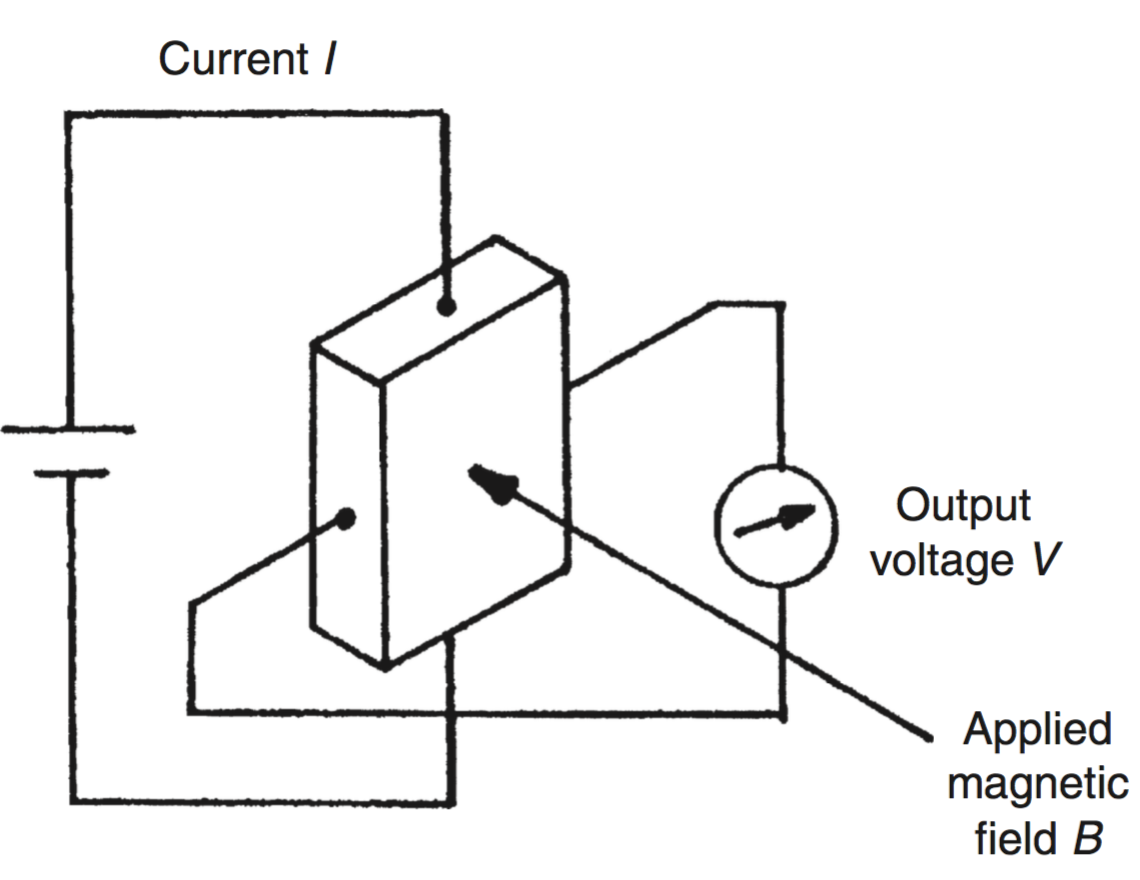 Current I
Output
voltage V
Applied
magnetic
field B